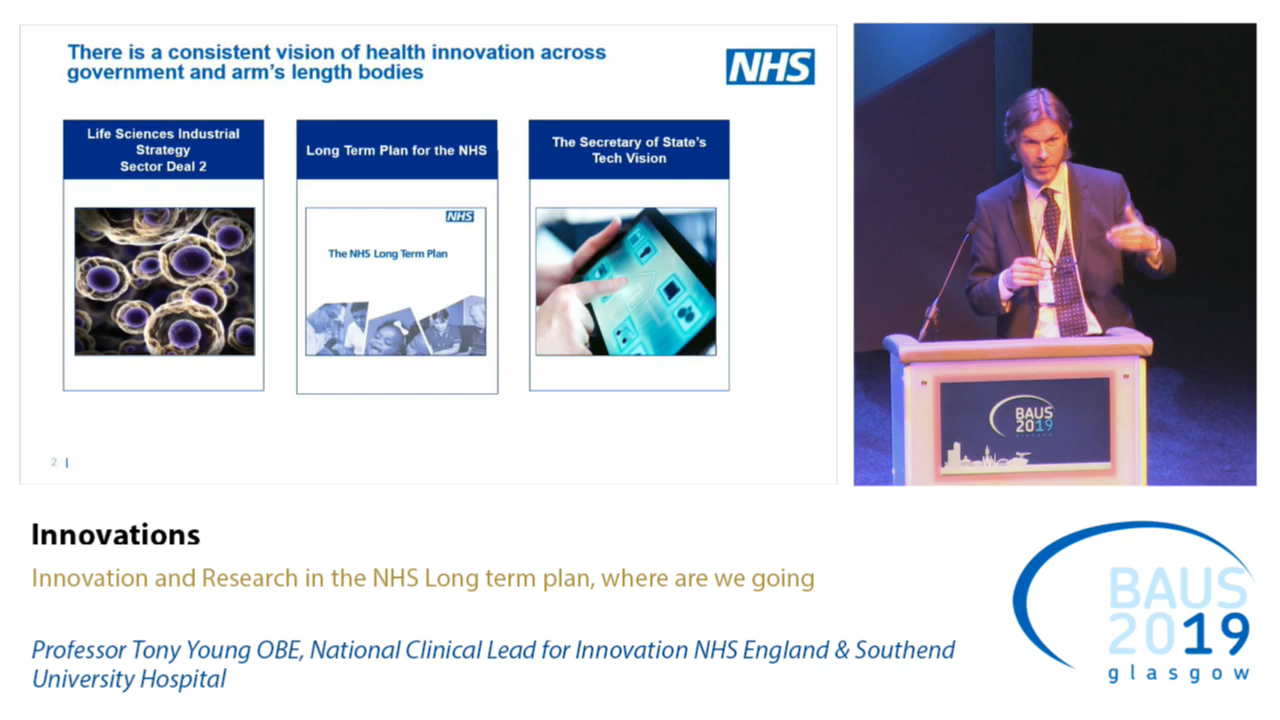 There is a consistent vision of health innovation across
government and arm's length bodies
NHS
Life Sciences Industrial
Strategy
Sector Deal 2
Long Term Plan for the NHS
The Secretary of State's
Tech Vision
NHS
The NHS Long Term Plan
2 |
BAUS
2019
glasgow
Innovations
Innovation and Research in the NHS Long term plan, where are we going
Professor Tony Young OBE, National Clinical Lead for Innovation NHS England & Southend
University Hospital
BAUS
2019
glasgow